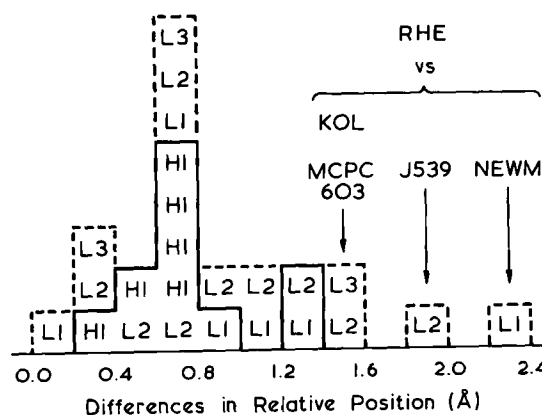 RHE
vs
KOL
MCPC
603
J539
NEWM
L3
L2
L1
H1
H1
L3 H1
L2 H1 H1 L2 L2 L2 L3
L1 H1 L2 L2 L1 L1 L1 L2 L2 L1
0.0 0.4 0.8 1.2 1.6 2.0 2.4
Differences in Relative Position (Å)